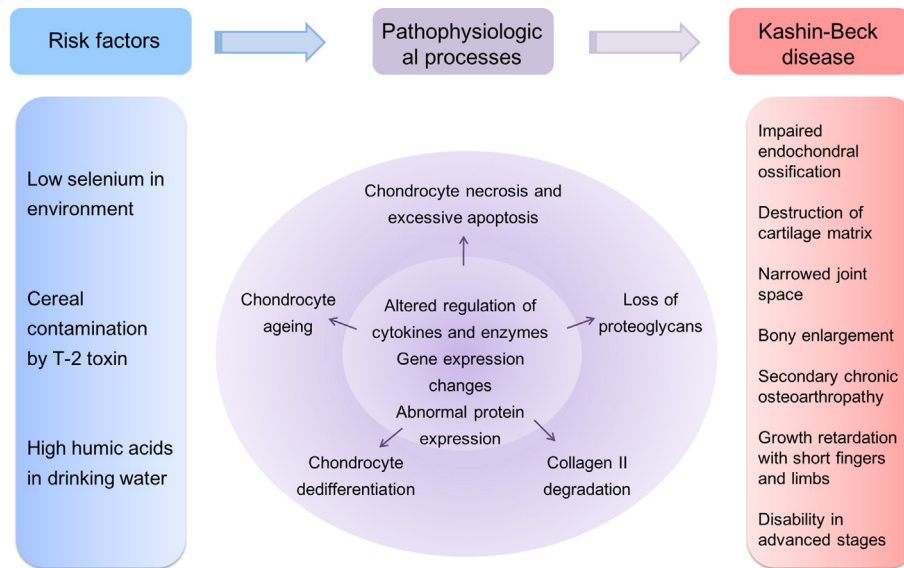 Risk factors
Pathophysiologic
al processes
Kashin-Beck
disease
Low selenium in
environment
Cereal
contamination
by T-2 toxin
High humic acids
in drinking water
Chondrocyte necrosis and
excessive apoptosis
Chondrocyte
ageing
Altered regulation of
cytokines and enzymes
Gene expression
changes
Abnormal protein
expression
Loss of
proteoglycans
Chondrocyte
dedifferentiation
Collagen II
degradation
Impaired
endochondral
ossification
Destruction of
cartilage matrix
Narrowed joint
space
Bony enlargement
Secondary chronic
osteoarthropathy
Growth retardation
with short fingers
and limbs
Disability in
advanced stages